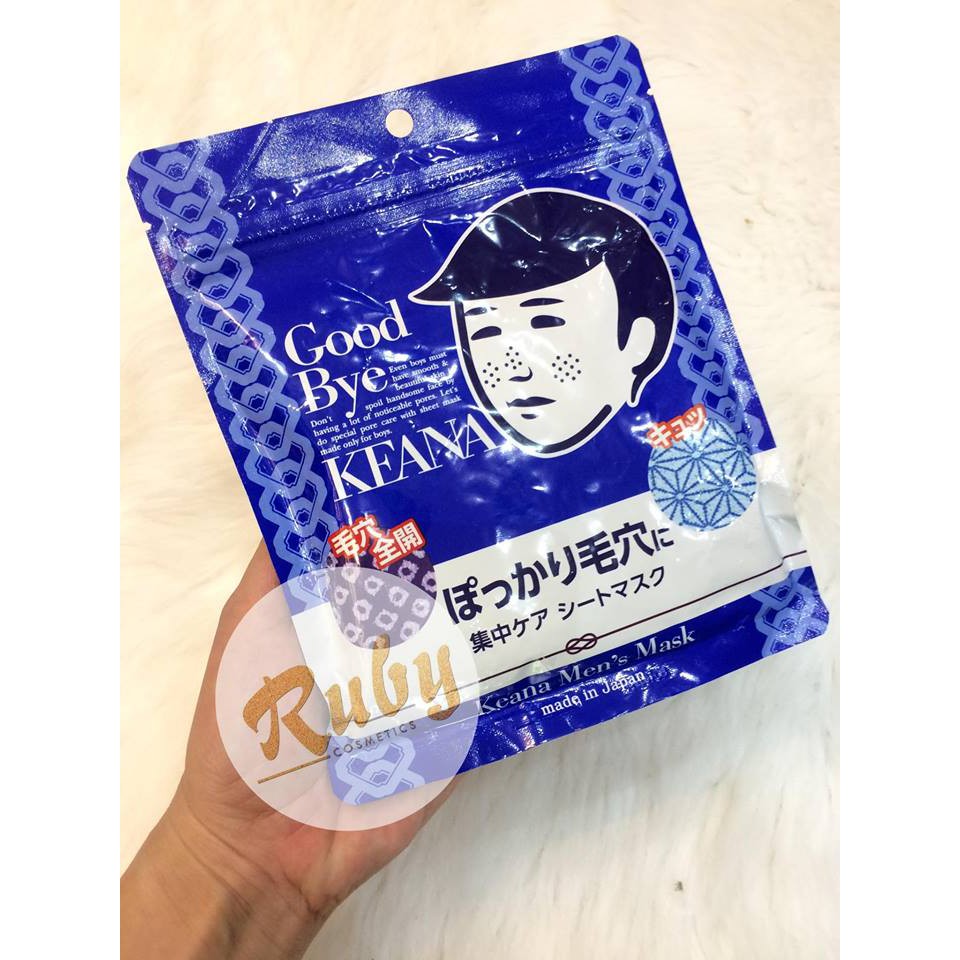 Good
Bye
Even boys must
have smooth &
beautiful skin!
Don't spoil handsome face by
having a lot of noticeable pores. Let's
do special pore care with sheet mask
made only for boys.
KEANA
キュッ
毛穴
全開
ぽっかり毛穴に
集中ケア シートマスク
Keana Men's Mask
made in Japan
Ruby
COSMETICS